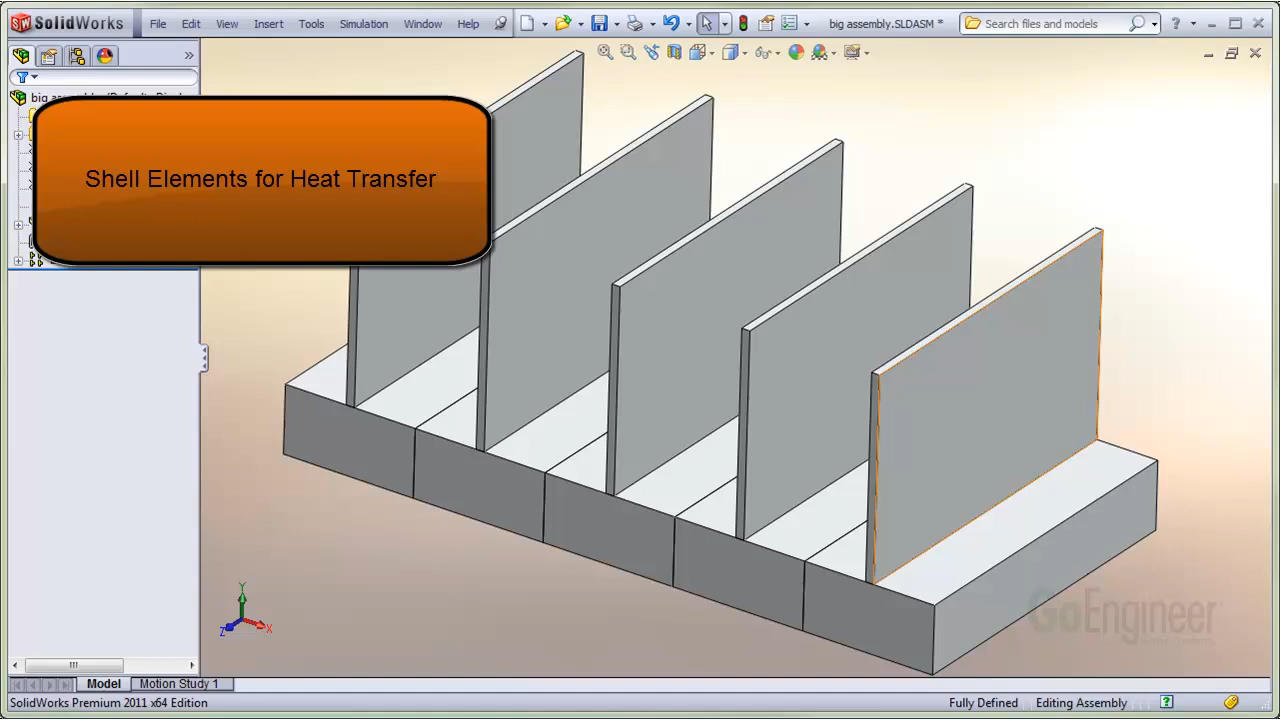 SolidWorks File Edit View Insert Tools Simulation Window Help big assembly.SLDASM * Search files and models
Shell Elements for Heat Transfer
Y
Z X
GoEngineer
Model Motion Study 1
SolidWorks Premium 2011 x64 Edition Fully Defined Editing Assembly